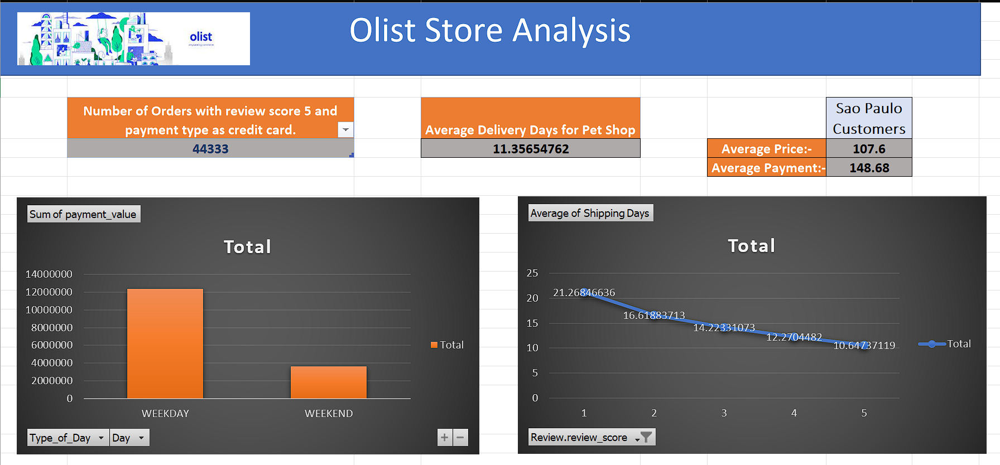 olist
empowering commerce
Olist Store Analysis
Number of Orders with review score 5 and
payment type as credit card.
44333
Average Delivery Days for Pet Shop
11.35654762
Sao Paulo
Customers
Average Price:- 107.6
Average Payment:- 148.68
Sum of payment_value
Total
14000000
12000000
10000000
8000000
6000000
4000000
2000000
0
WEEKDAY WEEKEND
Total
Type_of_Day Day
+ −
Average of Shipping Days
Total
25
20
15
10
5
0
21.26846636
16.61883713
14.22331073
12.2704482
10.64737119
1 2 3 4 5
Total
Review.review_score